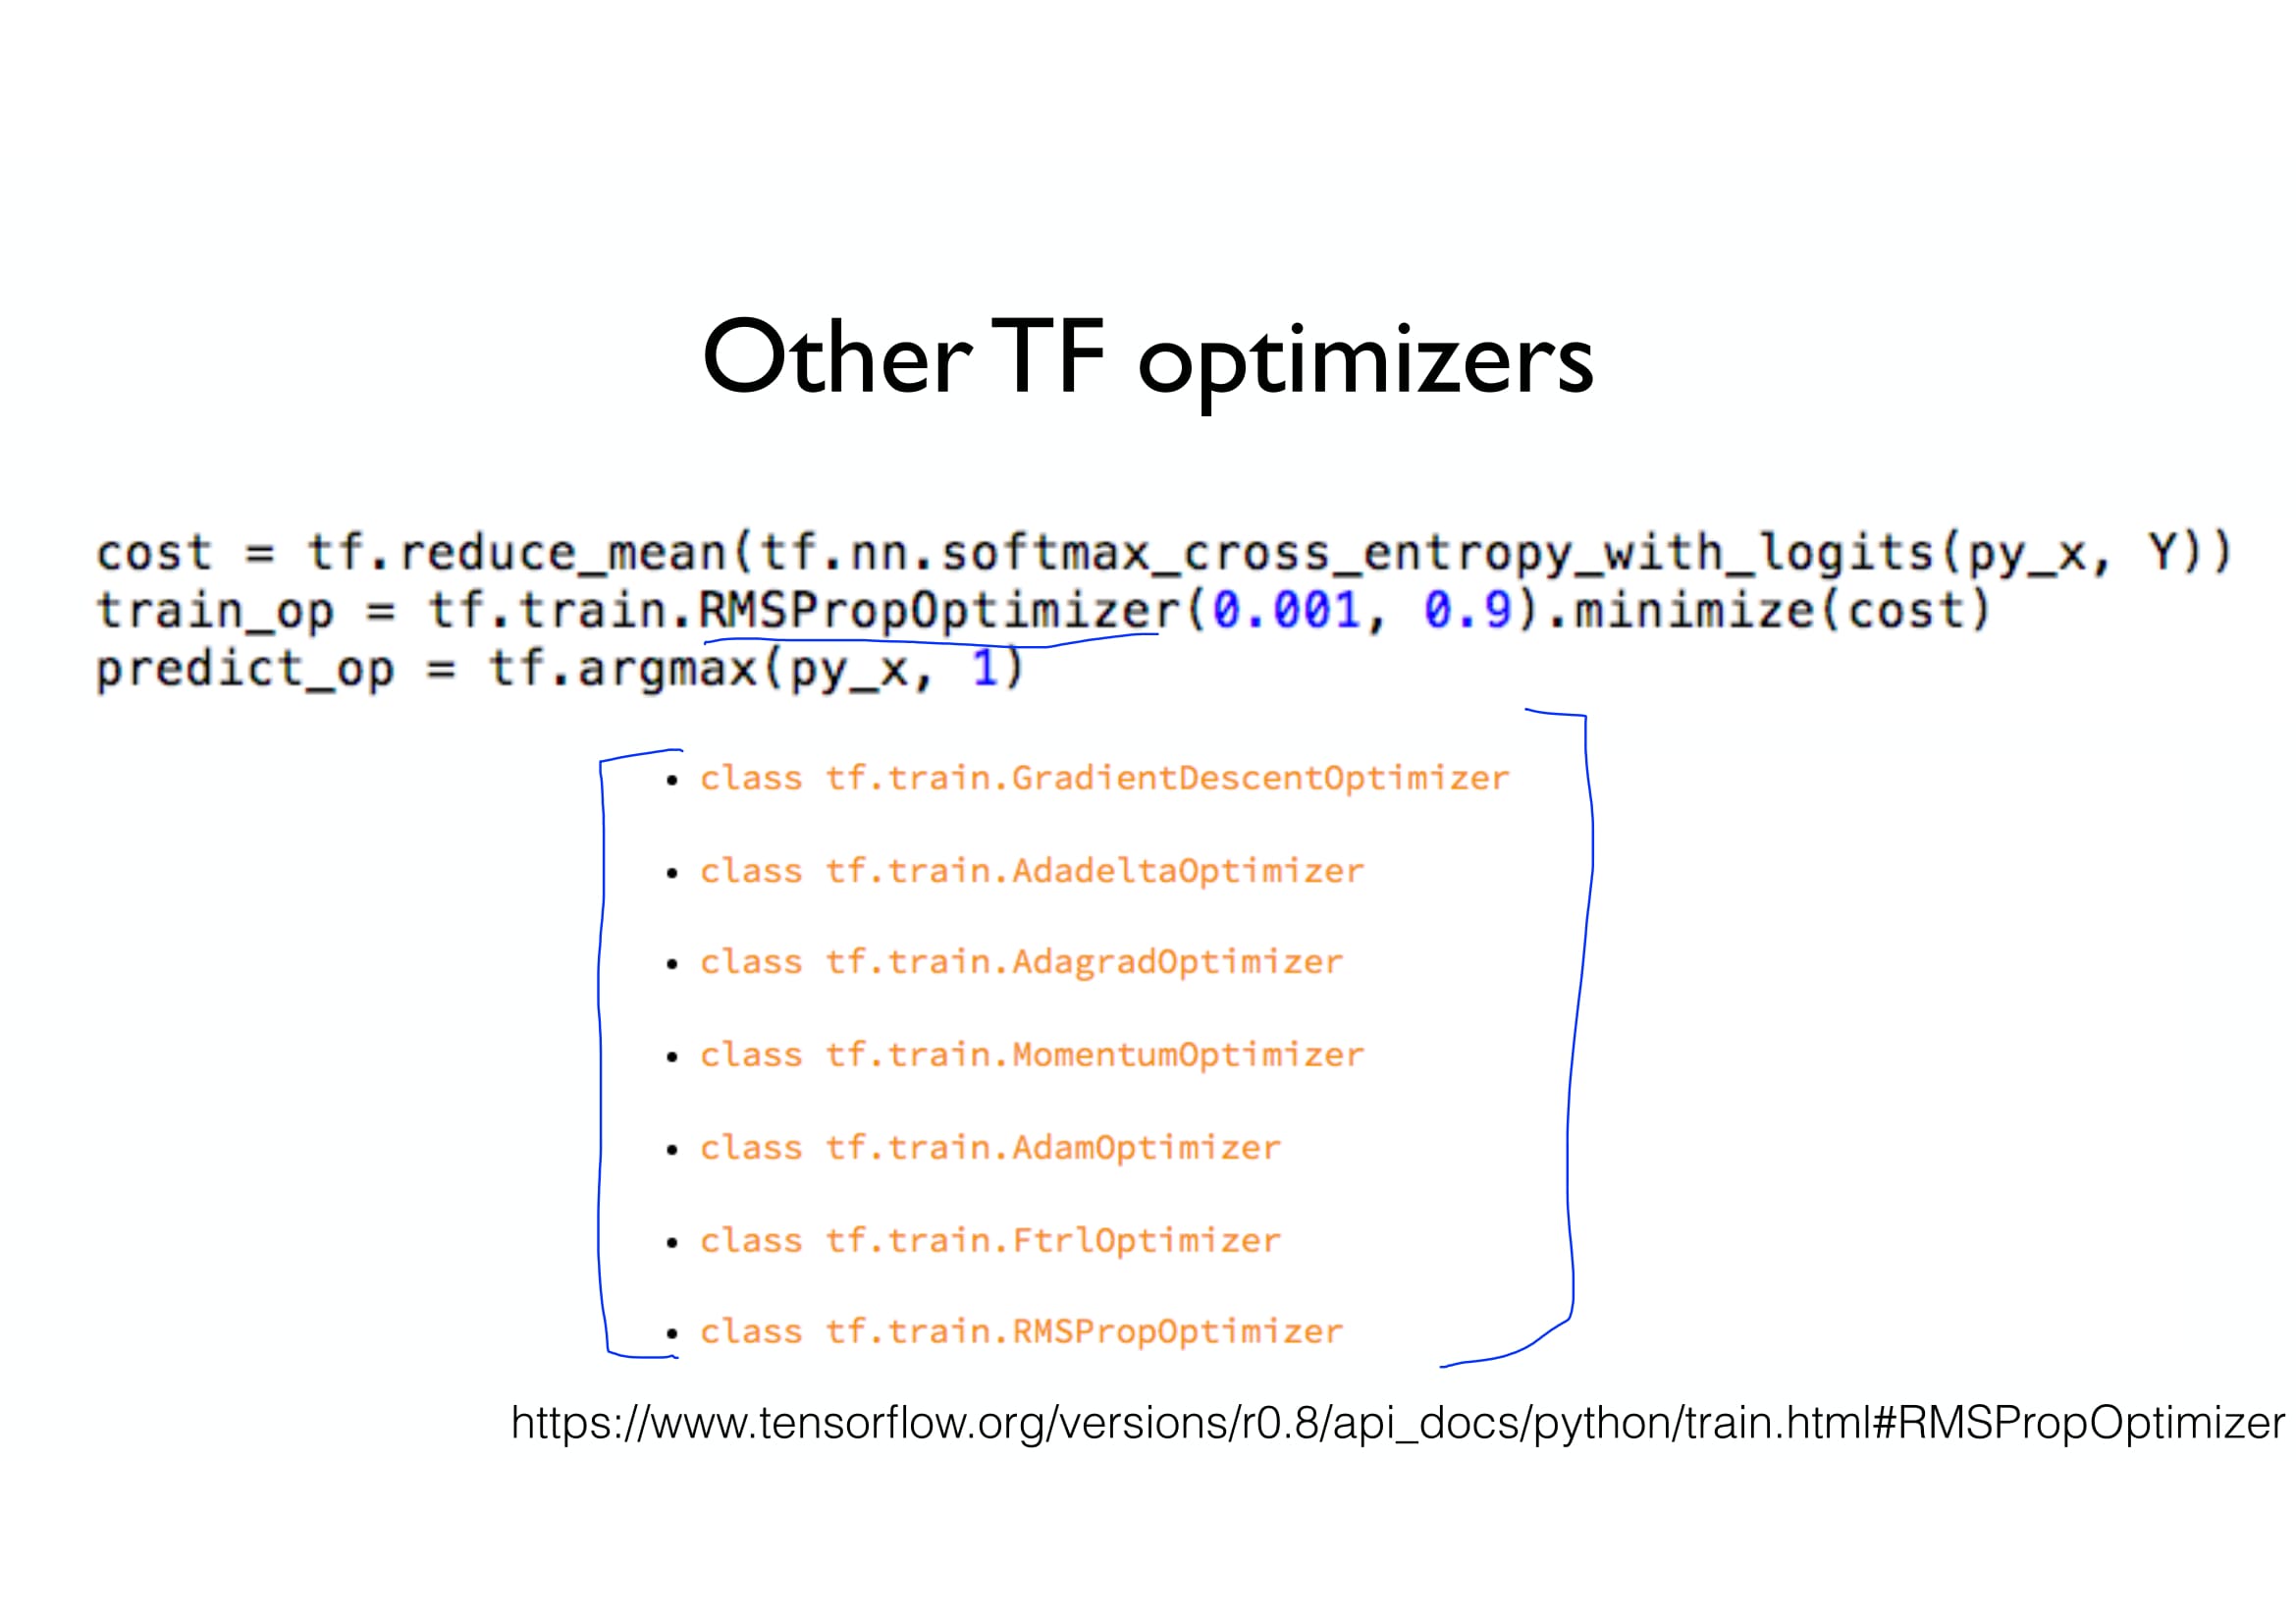 Other TF optimizers
cost = tf.reduce_mean(tf.nn.softmax_cross_entropy_with_logits(py_x, Y))
train_op = tf.train.RMSPropOptimizer(0.001, 0.9).minimize(cost)
predict_op = tf.argmax(py_x, 1)
• class tf.train.GradientDescentOptimizer
• class tf.train.AdadeltaOptimizer
• class tf.train.AdagradOptimizer
• class tf.train.MomentumOptimizer
• class tf.train.AdamOptimizer
• class tf.train.FtrlOptimizer
• class tf.train.RMSPropOptimizer
https://www.tensorflow.org/versions/r0.8/api_docs/python/train.html#RMSPropOptimizer